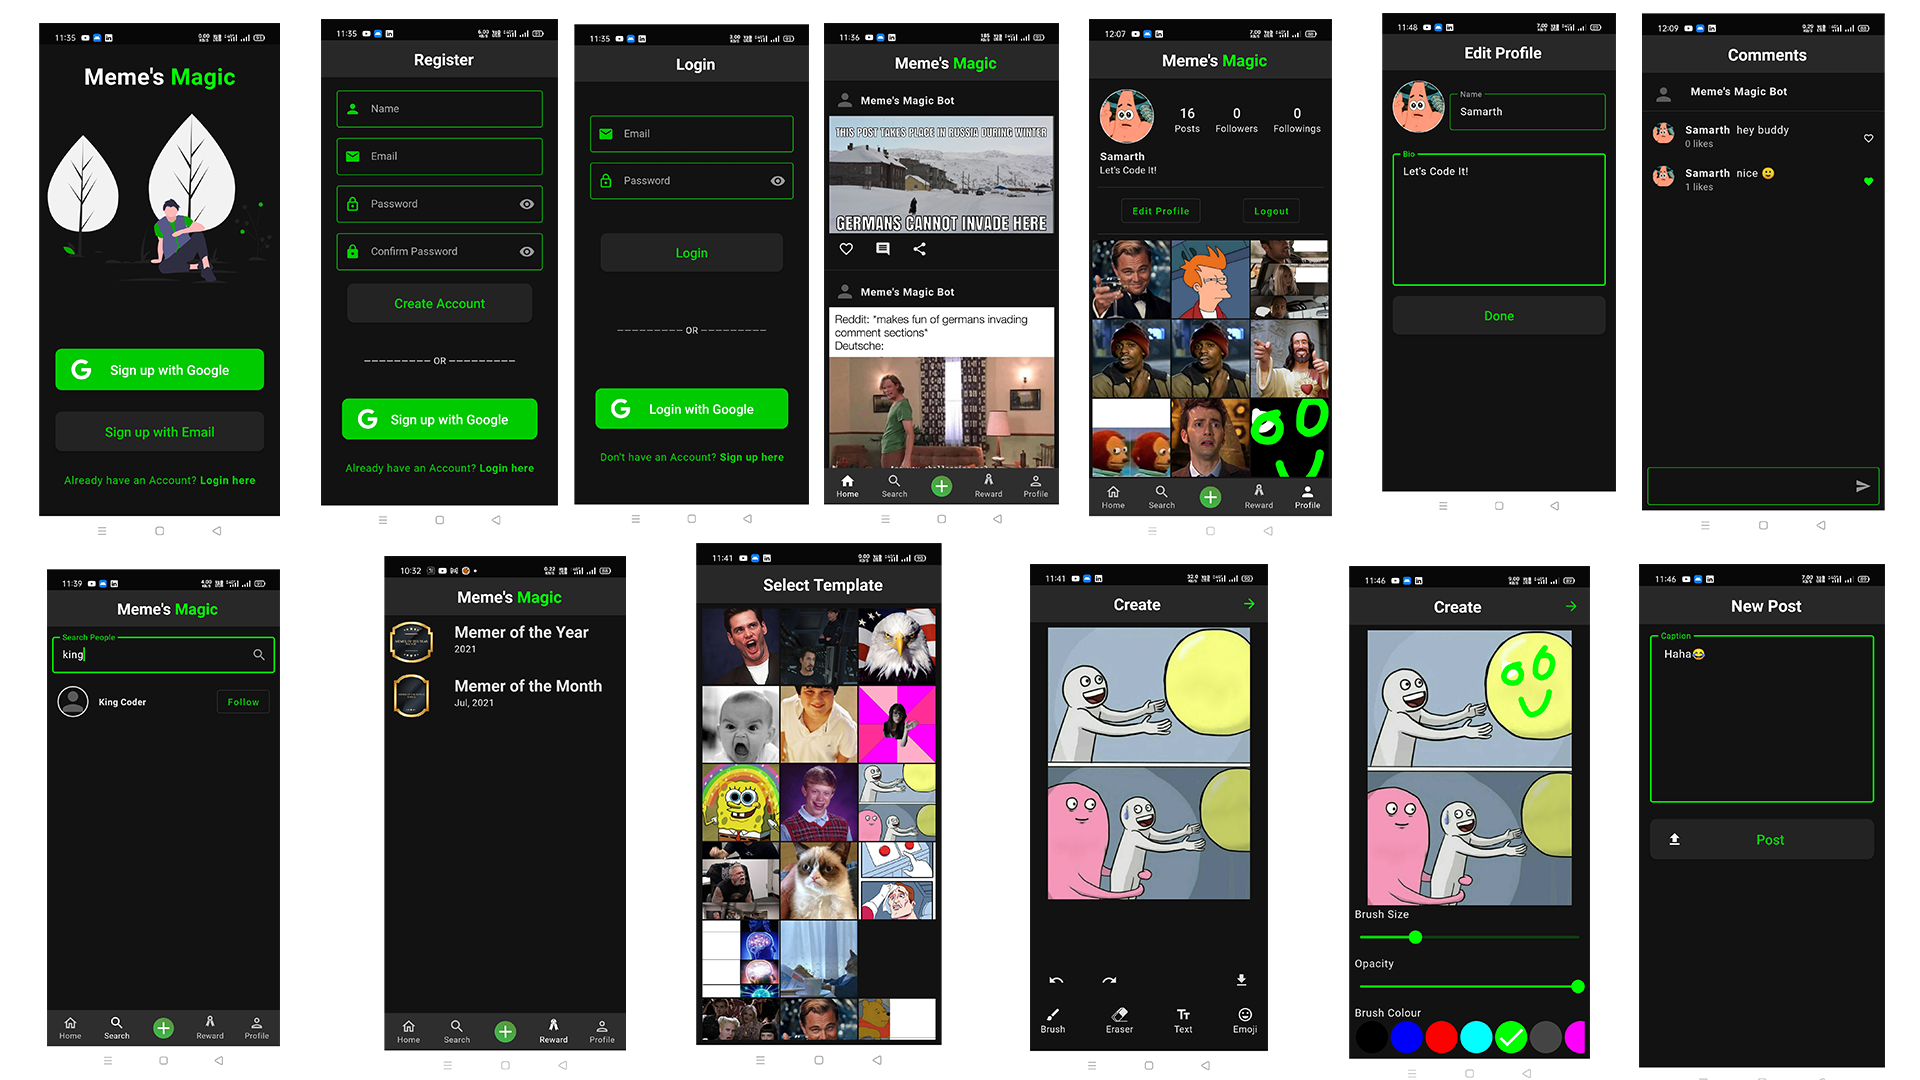 11:35
Meme's Magic
Sign up with Google
Sign up with Email
Already have an Account? Login here
11:35
Register
Name
Email
Password
Confirm Password
Create Account
--------- OR ---------
Sign up with Google
Already have an Account? Login here
11:35
Login
Email
Password
Login
--------- OR ---------
Login with Google
Don't have an Account? Sign up here
11:36
Meme's Magic
Meme's Magic Bot
THIS POST TAKES PLACE IN RUSSIA DURING WINTER
GERMANS CANNOT INVADE HERE
Meme's Magic Bot
Reddit: *makes fun of germans invading
comment sections*
Deutsche:
Home Search Reward Profile
12:07
Meme's Magic
16 0 0
Posts Followers Followings
Samarth
Let's Code It!
Edit Profile Logout
Home Search Reward Profile
11:48
Edit Profile
Name
Samarth
Bio
Let's Code It!
Done
12:09
Comments
Meme's Magic Bot
Samarth hey buddy
0 likes
Samarth nice 😃
1 likes
11:39
Meme's Magic
Search People
king
King Coder Follow
Home Search Reward Profile
10:32
Meme's Magic
Memer of the Year
2021
Memer of the Month
Jul, 2021
Home Search Reward Profile
11:41
Select Template
11:41
Create
Brush Eraser Tт Text Emoji
11:46
Create
Brush Size
Opacity
Brush Colour
11:46
New Post
Caption
Haha😂
Post